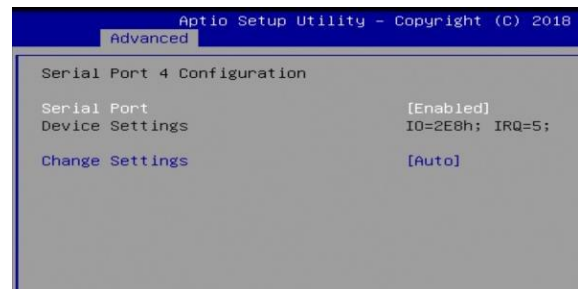 Aptio Setup Utility – Copyright (C) 2018
Advanced
Serial Port 4 Configuration
Serial Port [Enabled]
Device Settings IO=2E8h; IRQ=5;
Change Settings [Auto]